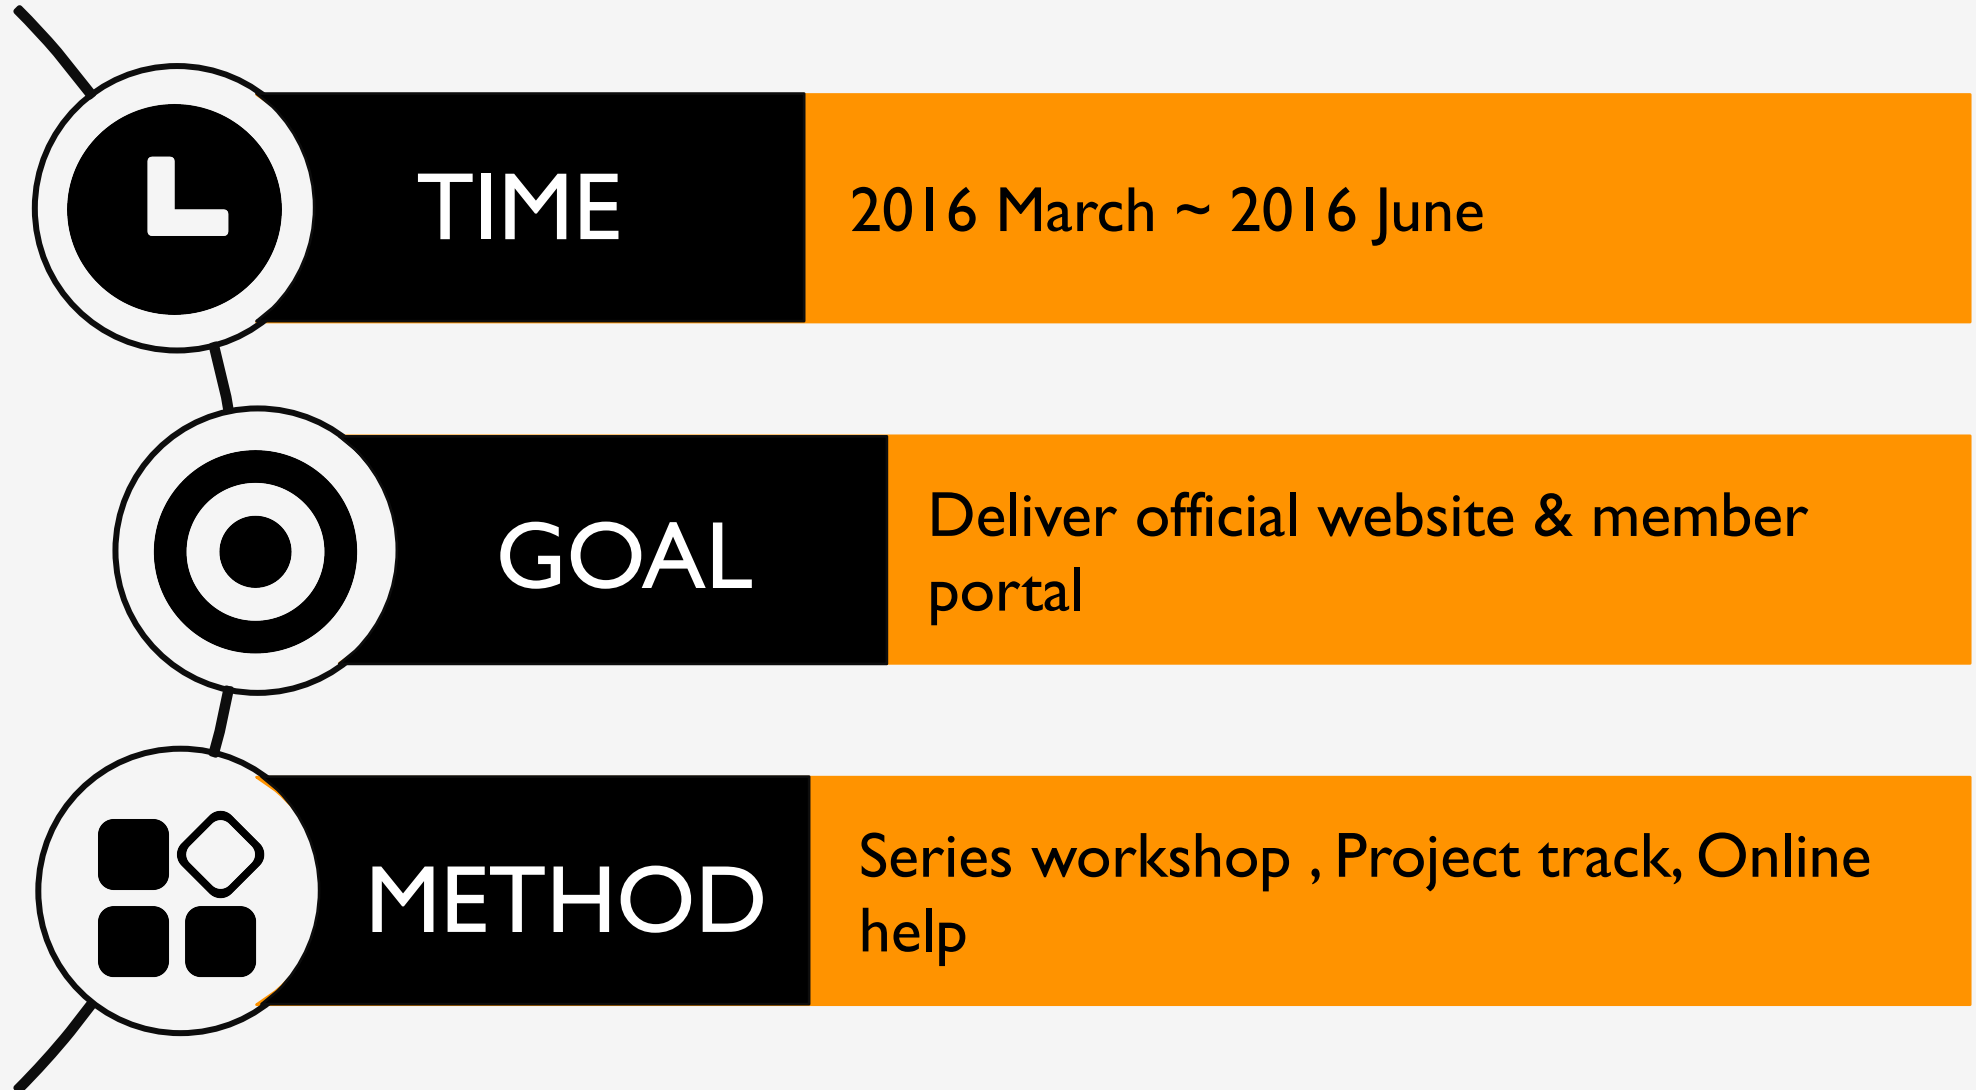 TIME
2016 March ~ 2016 June
GOAL
Deliver official website & member
portal
METHOD
Series workshop , Project track, Online
help